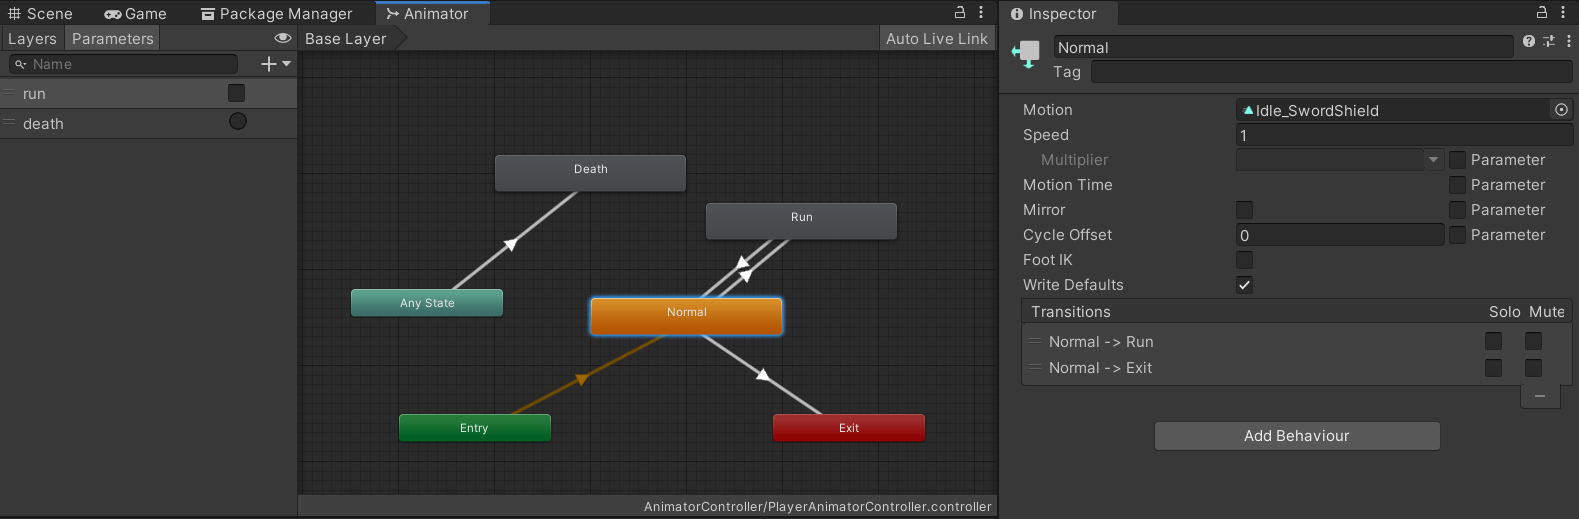 Scene Game Package Manager Animator
Layers Parameters
Name
run
death
Base Layer Auto Live Link
Death
Run
Any State
Normal
Entry
Exit
AnimatorController/PlayerAnimatorController.controller
Inspector
Normal
Tag
Motion Idle_SwordShield
Speed 1
Multiplier Parameter
Motion Time Parameter
Mirror Parameter
Cycle Offset 0 Parameter
Foot IK
Write Defaults
Transitions Solo Mute
Normal -> Run
Normal -> Exit
Add Behaviour